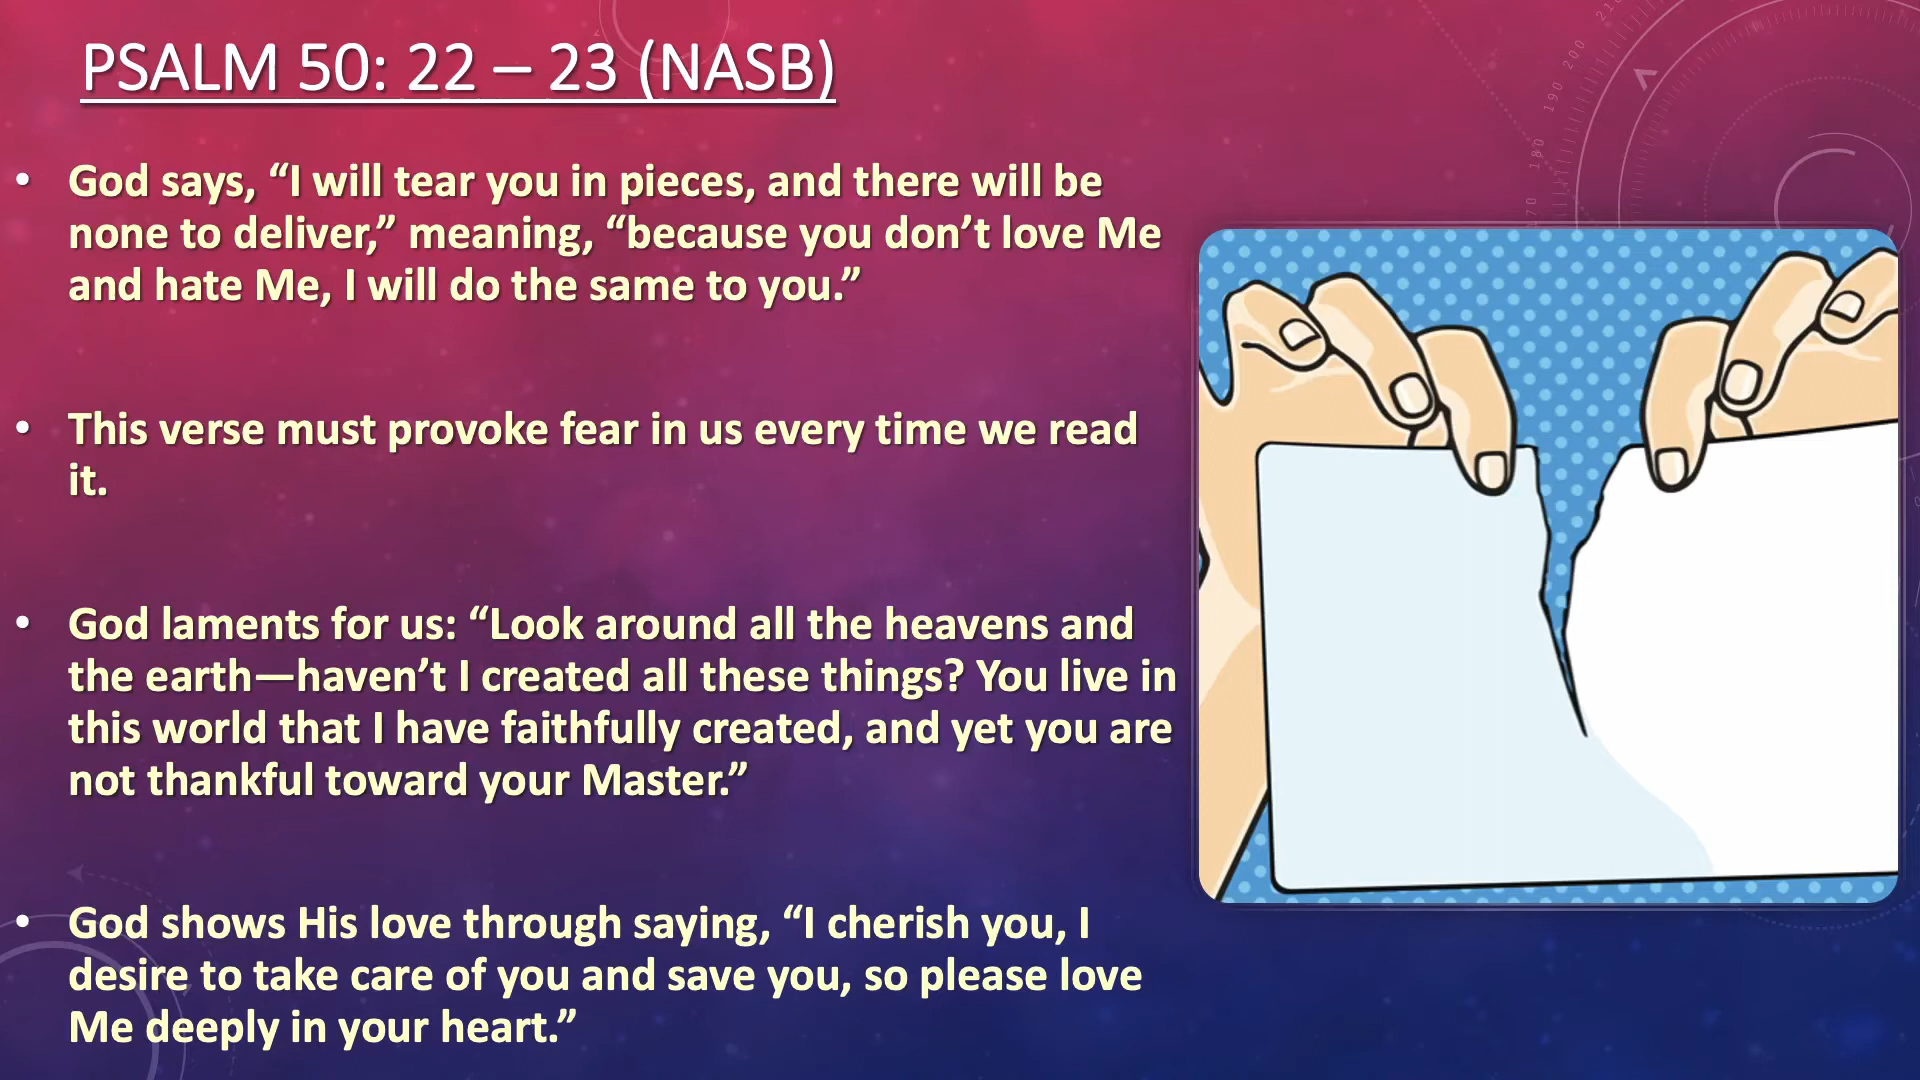 PSALM 50: 22 – 23 (NASB)
• God says, “I will tear you in pieces, and there will be
none to deliver,” meaning, “because you don’t love Me
and hate Me, I will do the same to you.”
• This verse must provoke fear in us every time we read
it.
• God laments for us: “Look around all the heavens and
the earth—haven’t I created all these things? You live in
this world that I have faithfully created, and yet you are
not thankful toward your Master.”
• God shows His love through saying, “I cherish you, I
desire to take care of you and save you, so please love
Me deeply in your heart.”
210
200
190
180
170